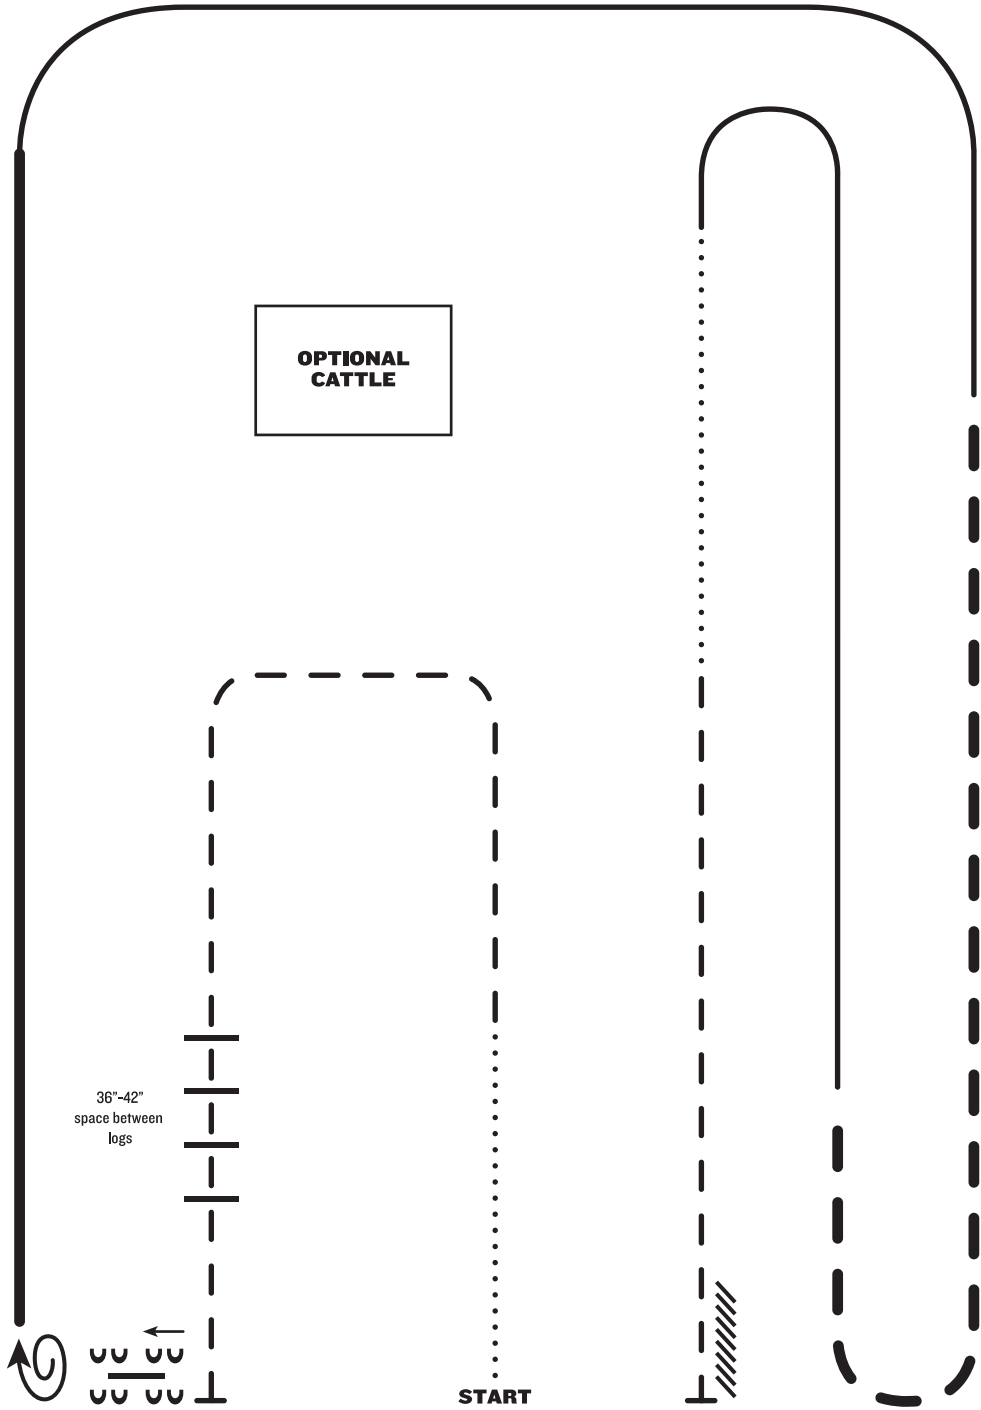 OPTIONAL
CATTLE
36”-42”
space between
logs
START